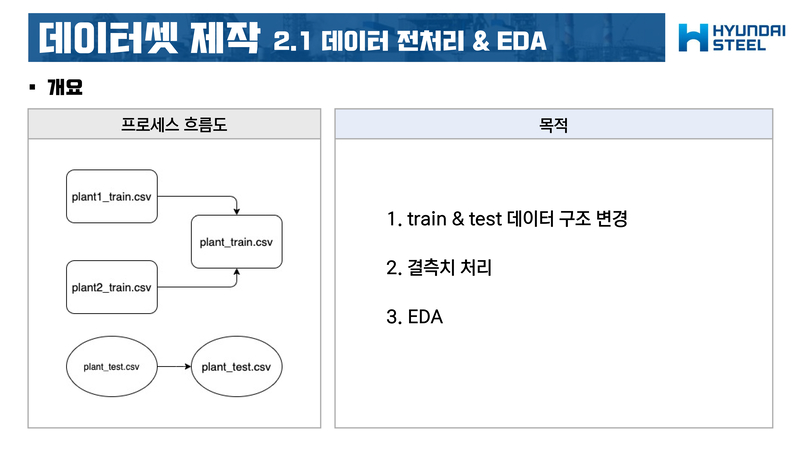 데이터셋 제작 2.1 데이터 전처리 & EDA
HYUNDAI
STEEL
▪ 개요
프로세스 흐름도
plant1_train.csv
plant_train.csv
plant2_train.csv
plant_test.csv
plant_test.csv
목적
1. train & test 데이터 구조 변경
2. 결측치 처리
3. EDA